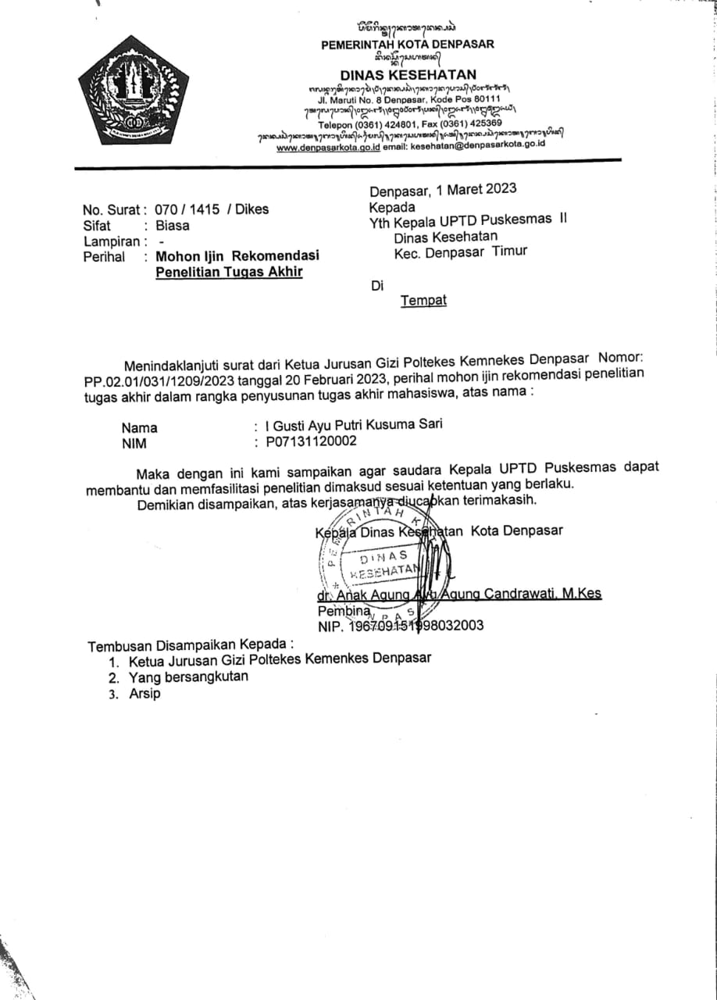 PEMERINTAH KOTA DENPASAR
DINAS KESEHATAN
Jl. Maruti No. 8 Denpasar, Kode Pos 80111
Telepon (0361) 424801, Fax (0361) 425369
www.denpasarkota.go.id email: kesehatan@denpasarkota.go.id
Denpasar, 1 Maret 2023
Kepada
Yth Kepala UPTD Puskesmas II
Dinas Kesehatan
Kec. Denpasar Timur
Di
Tempat
No. Surat : 070 / 1415 / Dikes
Sifat : Biasa
Lampiran : -
Perihal : Mohon Ijin Rekomendasi
Penelitian Tugas Akhir
Menindaklanjuti surat dari Ketua Jurusan Gizi Poltekes Kemnekes Denpasar Nomor:
PP.02.01/031/1209/2023 tanggal 20 Februari 2023, perihal mohon ijin rekomendasi penelitian
tugas akhir dalam rangka penyusunan tugas akhir mahasiswa, atas nama :
Nama : I Gusti Ayu Putri Kusuma Sari
NIM : P07131120002
Maka dengan ini kami sampaikan agar saudara Kepala UPTD Puskesmas dapat
membantu dan memfasilitasi penelitian dimaksud sesuai ketentuan yang berlaku.
Demikian disampaikan, atas kerjasamanya diucapkan terimakasih.
Kepala Dinas Kesehatan Kota Denpasar
PEMERINTAH K
DINAS
KESEHATAN
dr. Anak Agung Ayu Agung Candrawati, M.Kes
Pembina
NIP. 196709151998032003
Tembusan Disampaikan Kepada :
1. Ketua Jurusan Gizi Poltekes Kemenkes Denpasar
2. Yang bersangkutan
3. Arsip